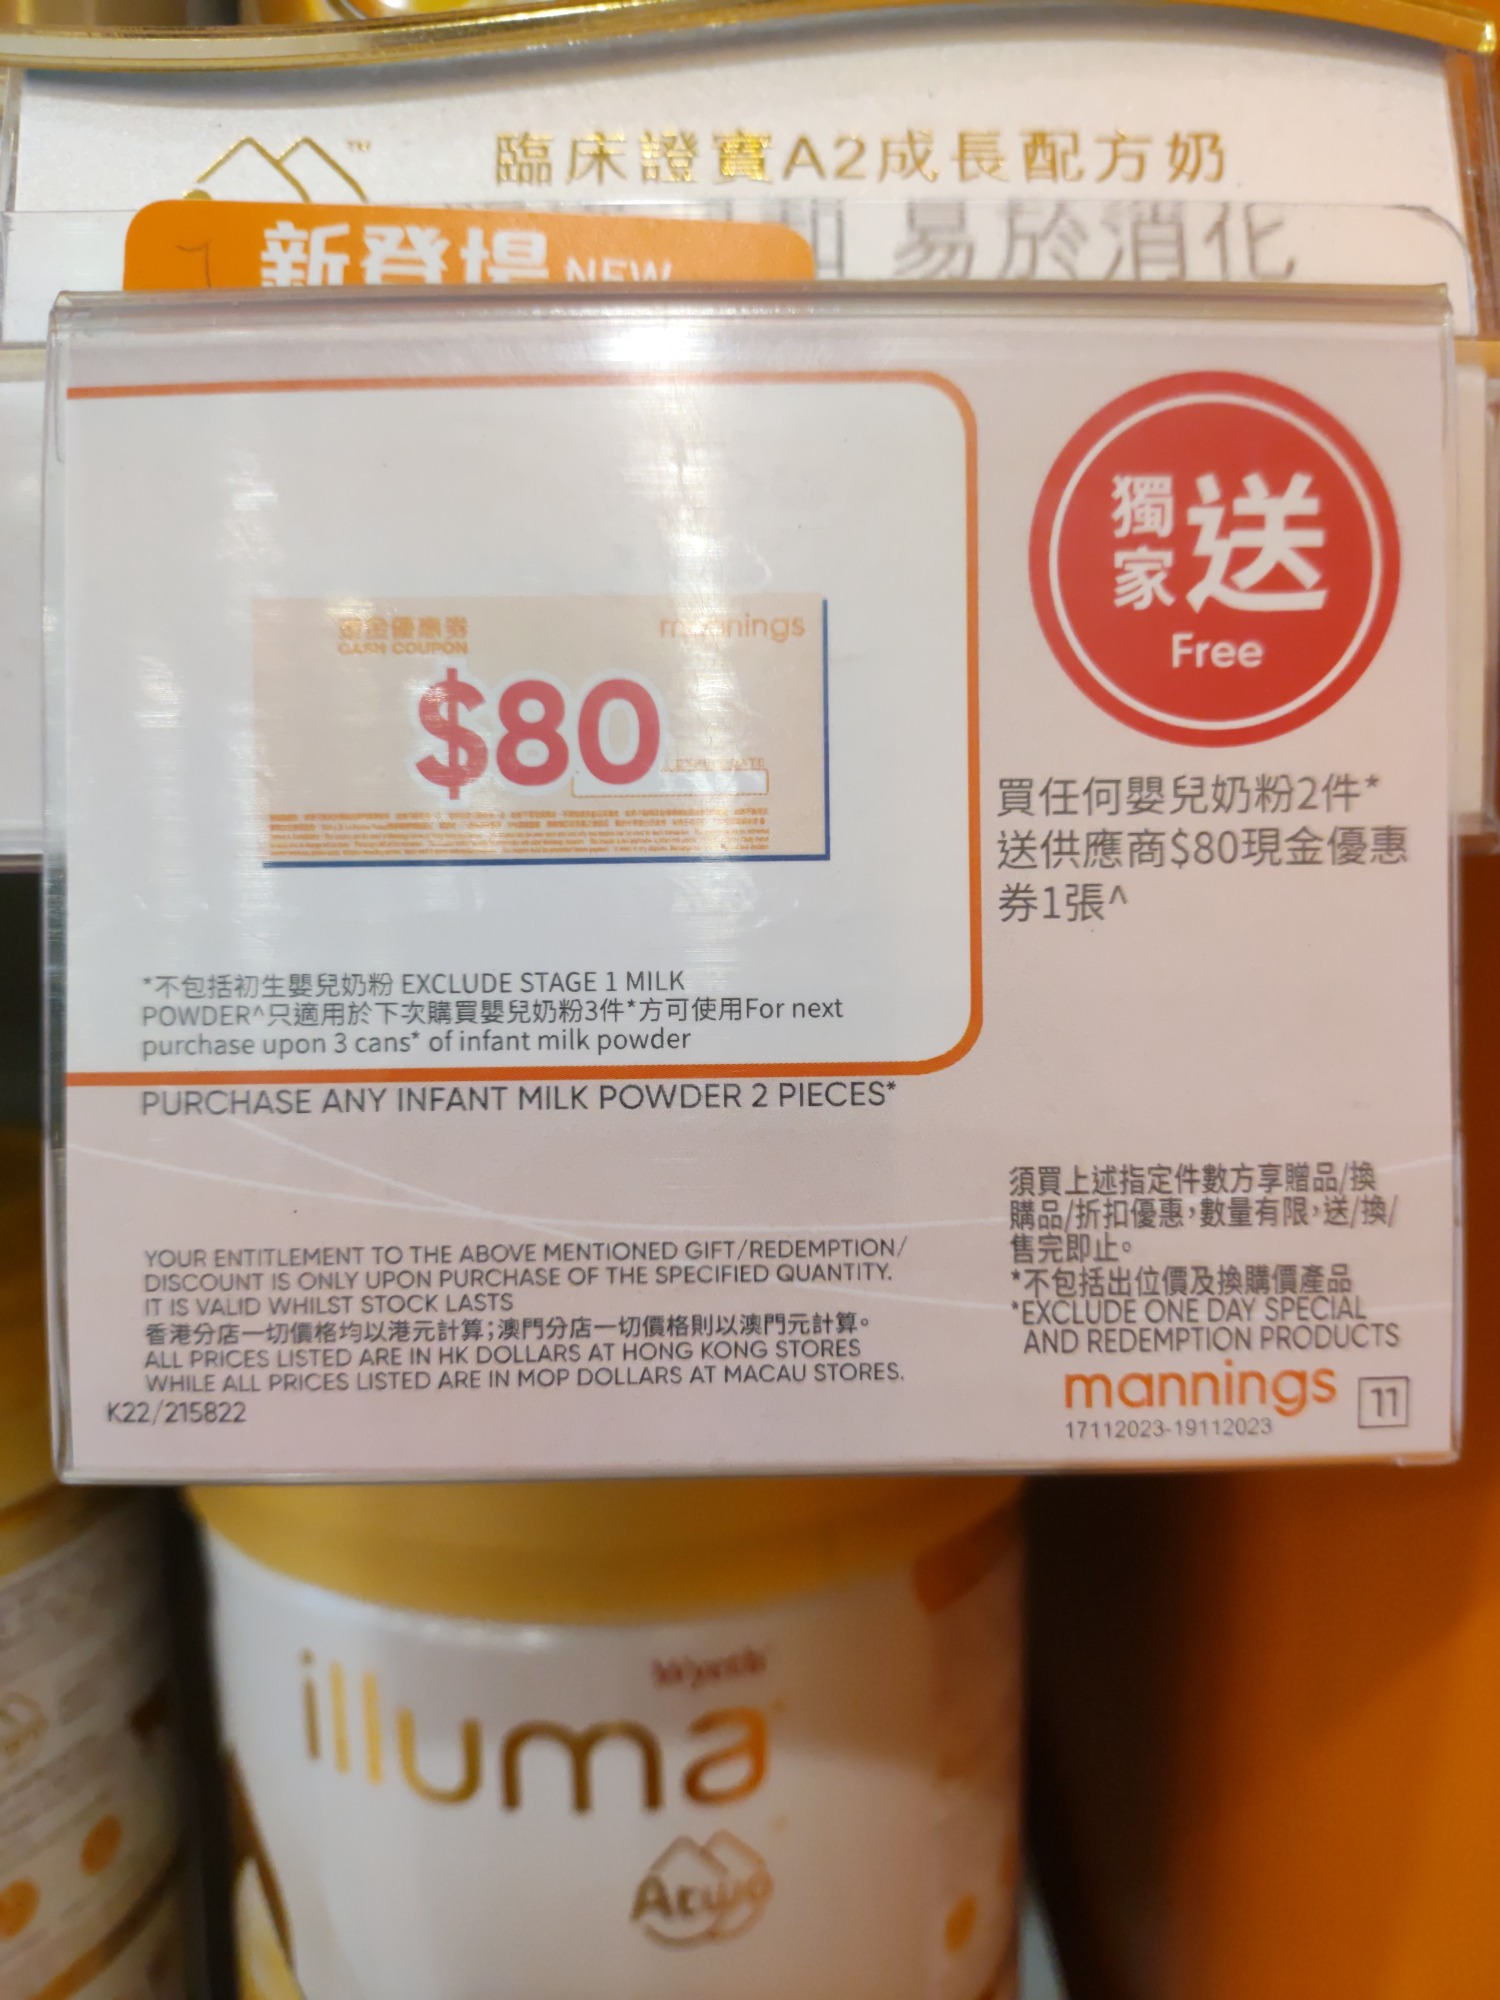 臨床證實A2成長配方奶
易於消化
新登場 NEW
獨家送
Free
現金優惠券 mannings
CASH COUPON
$80
買任何嬰兒奶粉2件*
送供應商$80現金優惠
券1張^
*不包括初生嬰兒奶粉 EXCLUDE STAGE 1 MILK
POWDER^只適用於下次購買嬰兒奶粉3件*方可使用For next
purchase upon 3 cans* of infant milk powder
PURCHASE ANY INFANT MILK POWDER 2 PIECES*
須買上述指定件數方享贈品/換
購品/折扣優惠，數量有限，送/換/
售完即止。
*不包括出位價及換購價產品
*EXCLUDE ONE DAY SPECIAL
AND REDEMPTION PRODUCTS
YOUR ENTITLEMENT TO THE ABOVE MENTIONED GIFT/REDEMPTION/
DISCOUNT IS ONLY UPON PURCHASE OF THE SPECIFIED QUANTITY.
IT IS VALID WHILST STOCK LASTS
香港分店一切價格均以港元計算；澳門分店一切價格則以澳門元計算。
ALL PRICES LISTED ARE IN HK DOLLARS AT HONG KONG STORES
WHILE ALL PRICES LISTED ARE IN MOP DOLLARS AT MACAU STORES.
K22/215822
mannings 11
17112023-19112023
Wyeth
illuma
Atwo